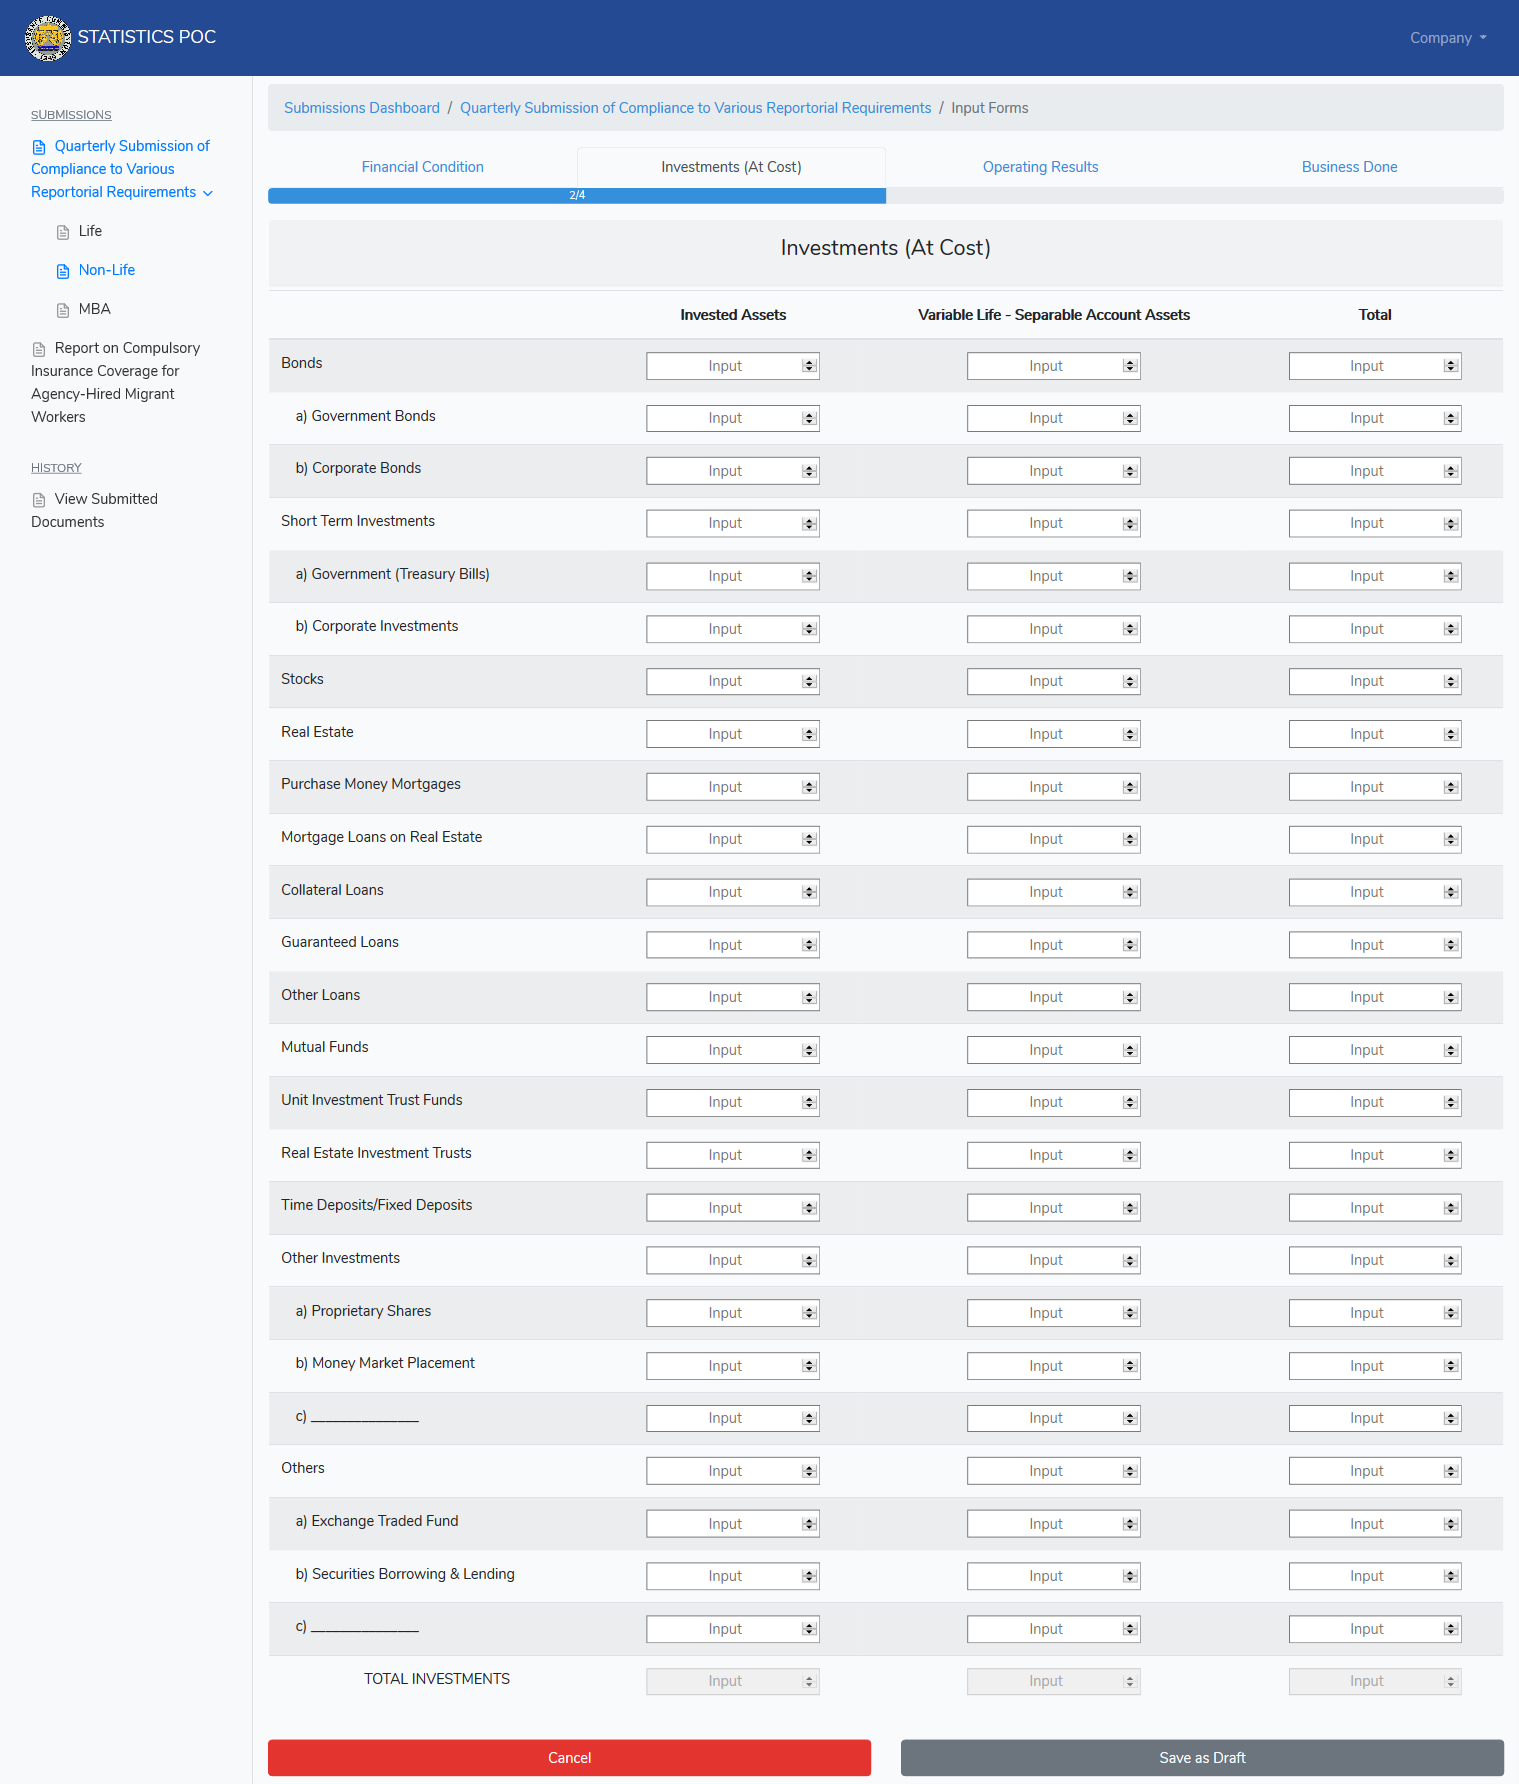 STATISTICS POC
Company
SUBMISSIONS
Quarterly Submission of
Compliance to Various
Reportorial Requirements
Life
Non-Life
MBA
Report on Compulsory
Insurance Coverage for
Agency-Hired Migrant
Workers
HISTORY
View Submitted
Documents
Submissions Dashboard / Quarterly Submission of Compliance to Various Reportorial Requirements / Input Forms
Financial Condition Investments (At Cost) Operating Results Business Done
2/4
Investments (At Cost)
Invested Assets Variable Life - Separable Account Assets Total
Bonds Input Input Input
a) Government Bonds Input Input Input
b) Corporate Bonds Input Input Input
Short Term Investments Input Input Input
a) Government (Treasury Bills) Input Input Input
b) Corporate Investments Input Input Input
Stocks Input Input Input
Real Estate Input Input Input
Purchase Money Mortgages Input Input Input
Mortgage Loans on Real Estate Input Input Input
Collateral Loans Input Input Input
Guaranteed Loans Input Input Input
Other Loans Input Input Input
Mutual Funds Input Input Input
Unit Investment Trust Funds Input Input Input
Real Estate Investment Trusts Input Input Input
Time Deposits/Fixed Deposits Input Input Input
Other Investments Input Input Input
a) Proprietary Shares Input Input Input
b) Money Market Placement Input Input Input
c) _______________ Input Input Input
Others Input Input Input
a) Exchange Traded Fund Input Input Input
b) Securities Borrowing & Lending Input Input Input
c) _______________ Input Input Input
TOTAL INVESTMENTS Input Input Input
Cancel Save as Draft